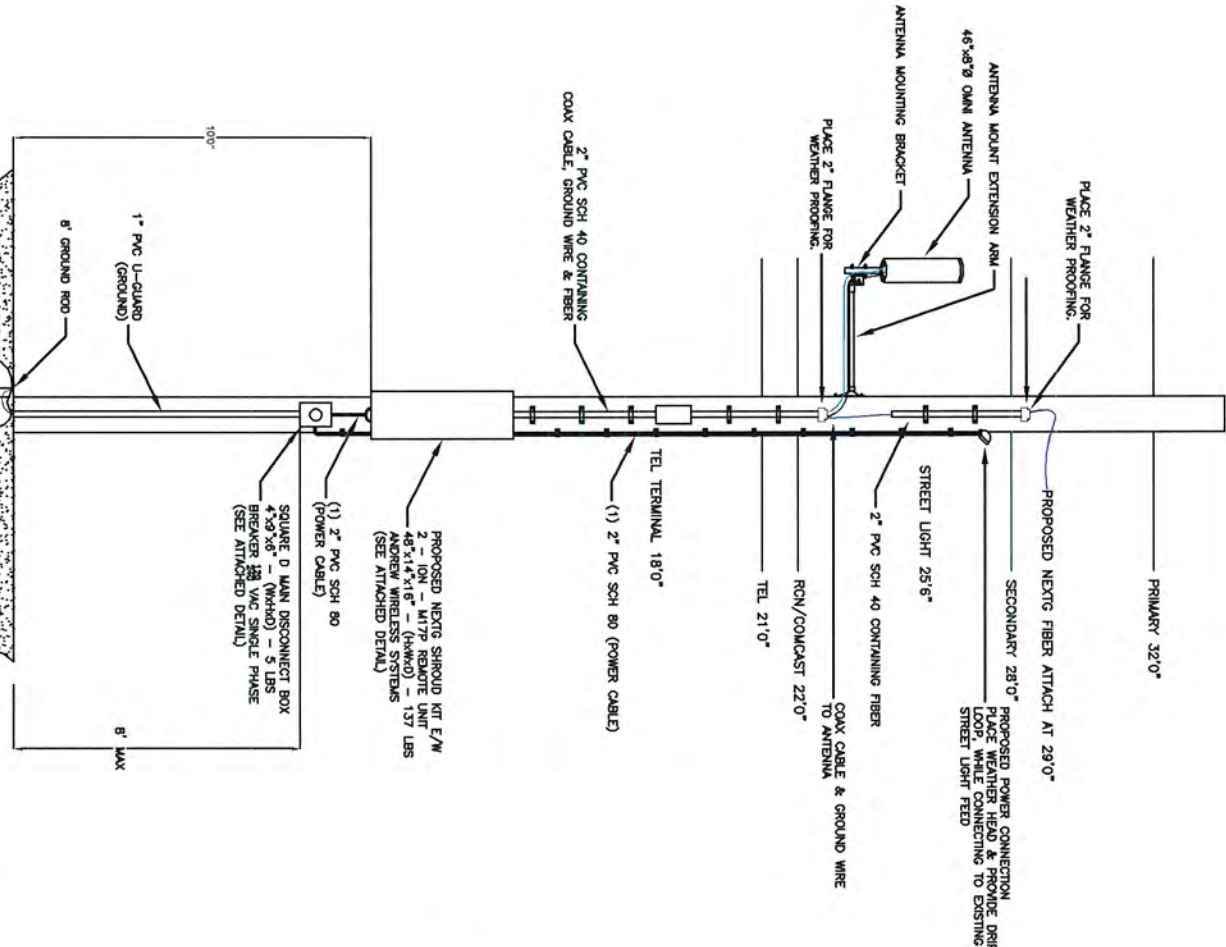 PRIMARY 32'0"
PLACE 2" FLANGE FOR
WEATHER PROOFING.
PROPOSED NEXTG FIBER ATTACH AT 29'0"
SECONDARY 28'0"
PROPOSED POWER CONNECTION
PLACE WEATHER HEAD & PROVIDE DRIP
LOOP, WHILE CONNECTING TO EXISTING
STREET LIGHT FEED
ANTENNA MOUNT EXTENSION ARM
46"x8"Ø OMNI ANTENNA
STREET LIGHT 25'6"
2" PVC SCH 40 CONTAINING FIBER
ANTENNA MOUNTING BRACKET
PLACE 2" FLANGE FOR
WEATHER PROOFING.
COAX CABLE & GROUND WIRE
TO ANTENNA
RCN/COMCAST 22'0"
TEL 21'0"
TEL TERMINAL 18'0"
(1) 2" PVC SCH 80 (POWER CABLE)
2" PVC SCH 40 CONTAINING
COAX CABLE, GROUND WIRE & FIBER
PROPOSED NEXTG SHROUD KIT E/W
2 - ION - M17P REMOTE UNIT
48"x14"x16" - (HxWxD) - 137 LBS
ANDREW WIRELESS SYSTEMS
(SEE ATTACHED DETAIL)
(1) 2" PVC SCH 80
(POWER CABLE)
SQUARE D MAIN DISCONNECT BOX
4"x9"x6" - (WxHxD) - 5 LBS
BREAKER VAC SINGLE PHASE
(SEE ATTACHED DETAIL)
10'0"
1" PVC U-GUARD
(GROUND)
8' GROUND ROD
8' MAX